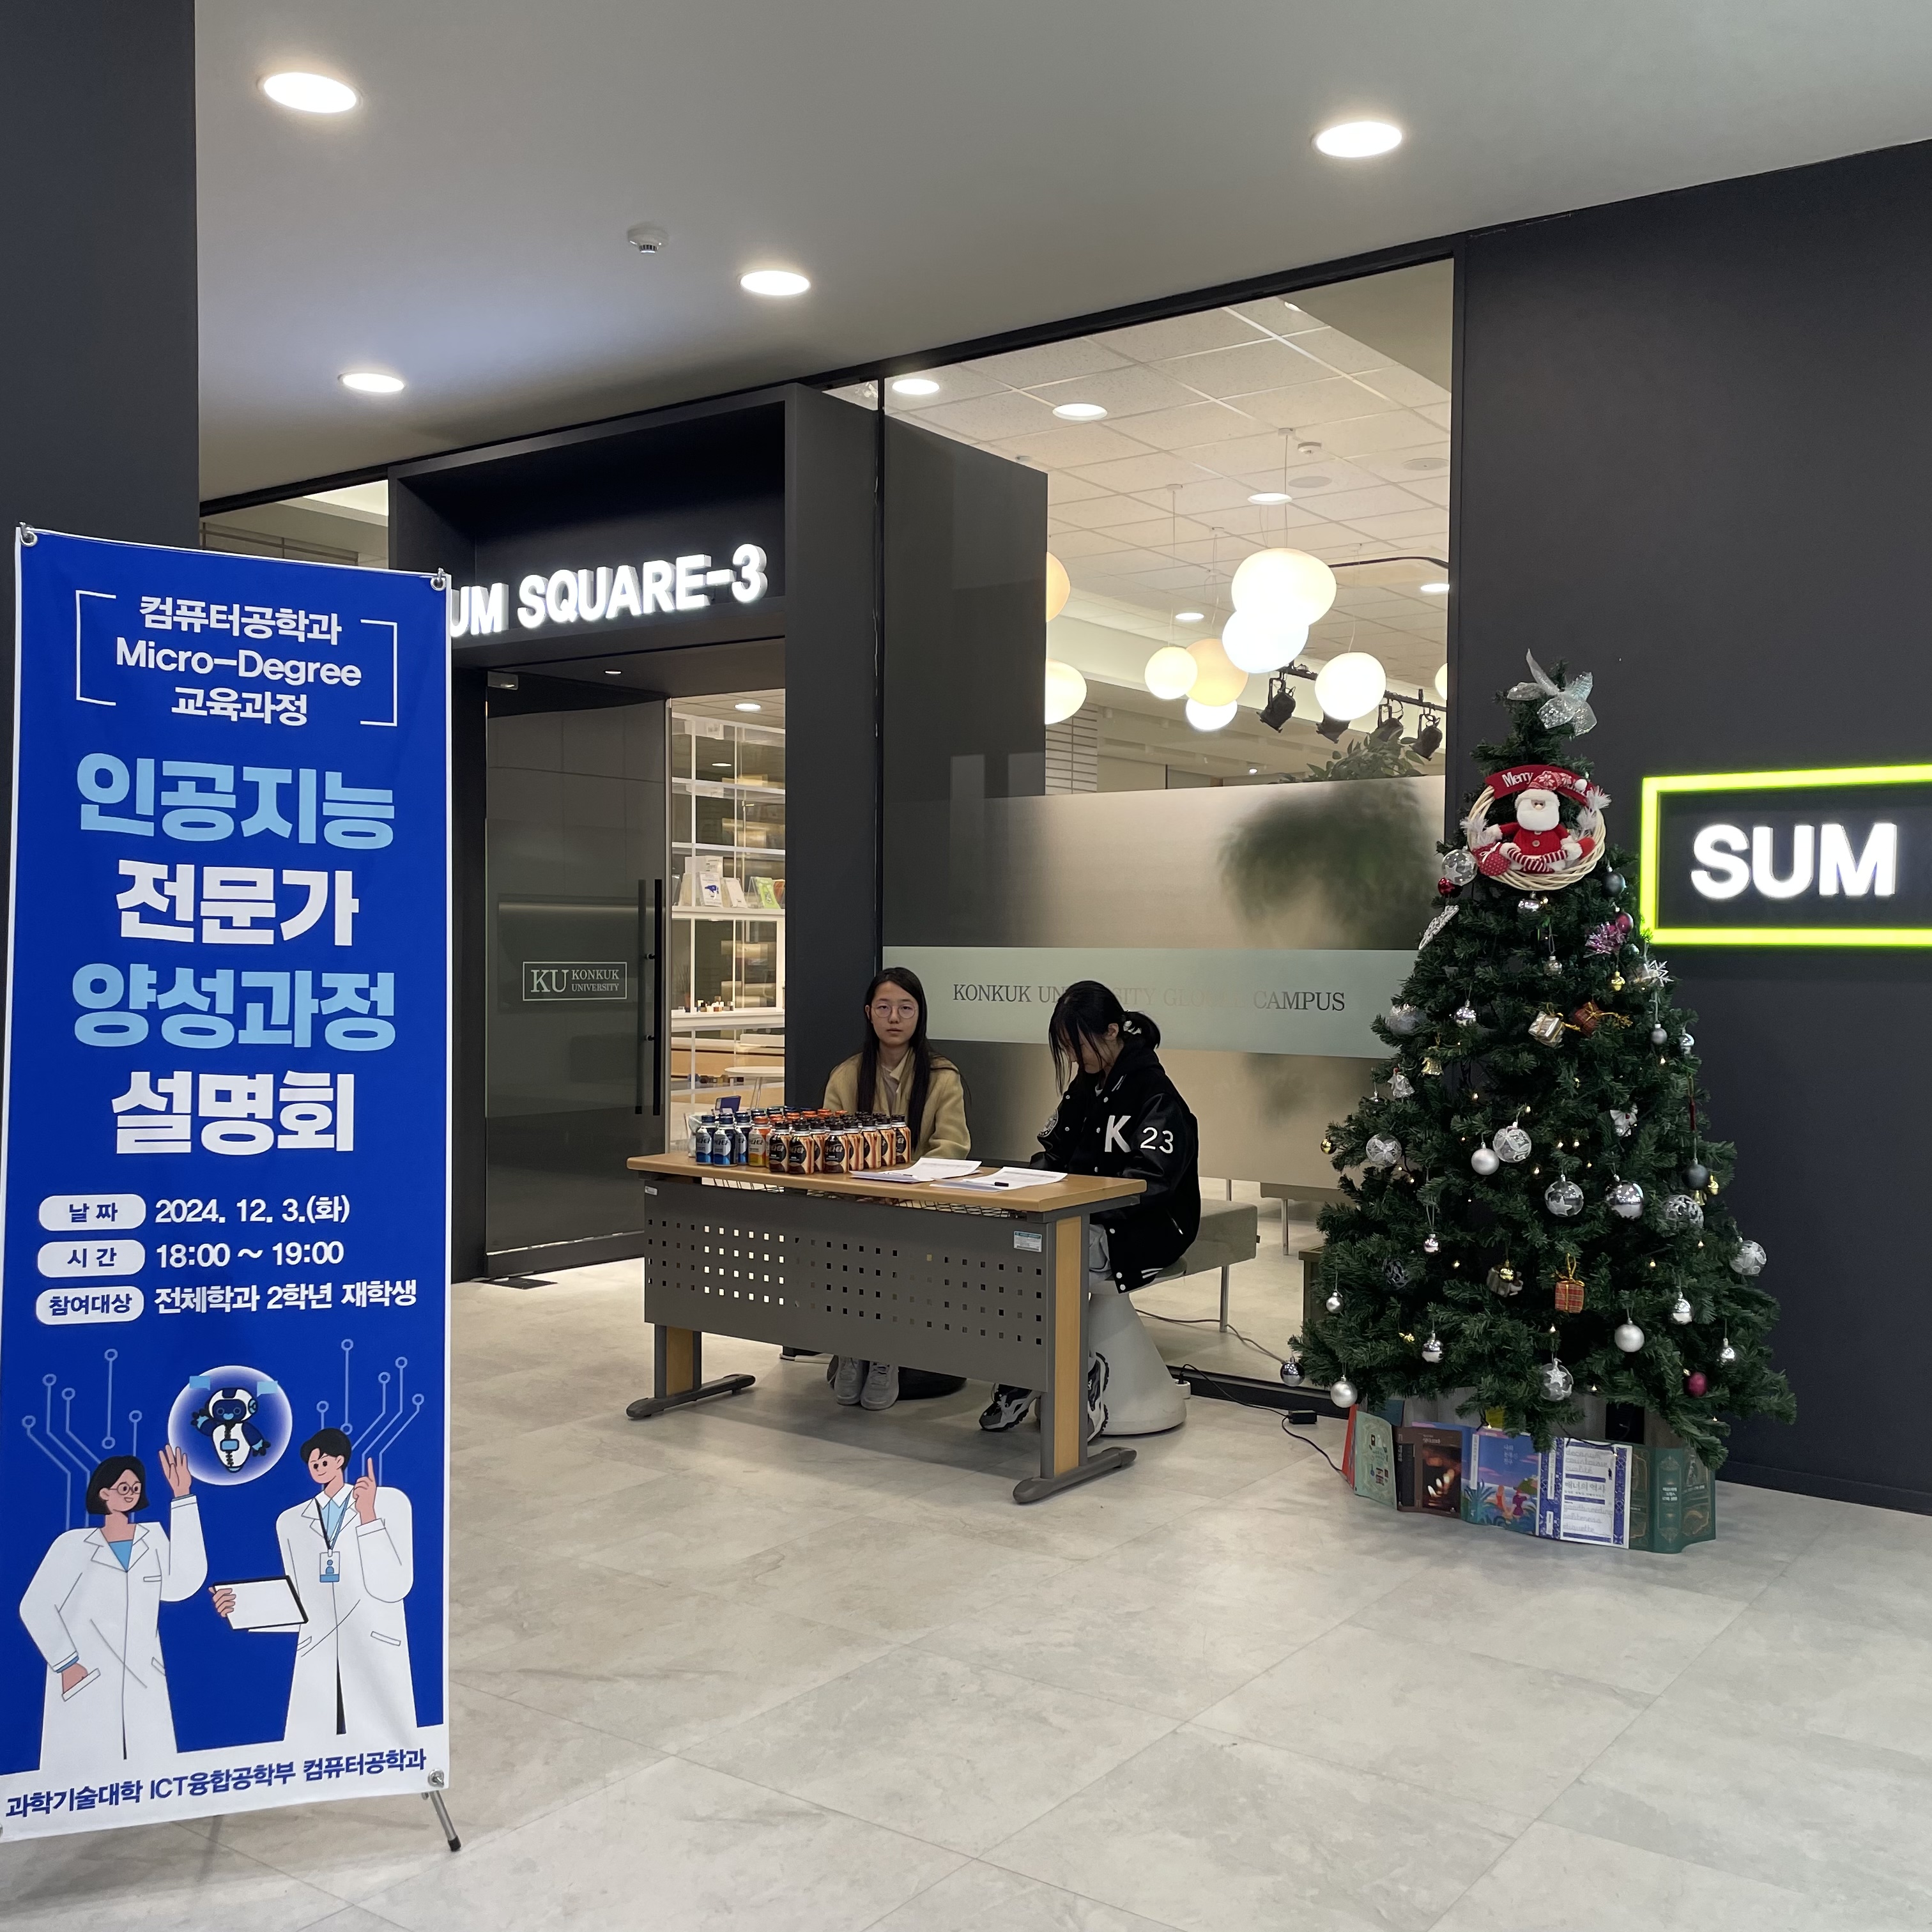 컴퓨터공학과
Micro-Degree
교육과정
인공지능
전문가
양성과정
설명회
날 짜 2024. 12. 3.(화)
시 간 18:00 ~ 19:00
참여대상 전체학과 2학년 재학생
과학기술대학 ICT융합공학부 컴퓨터공학과
UM SQUARE-3
KU KONKUK
UNIVERSITY
KONKUK UNIVERSITY CAMPUS
K 23
Merry
SUM